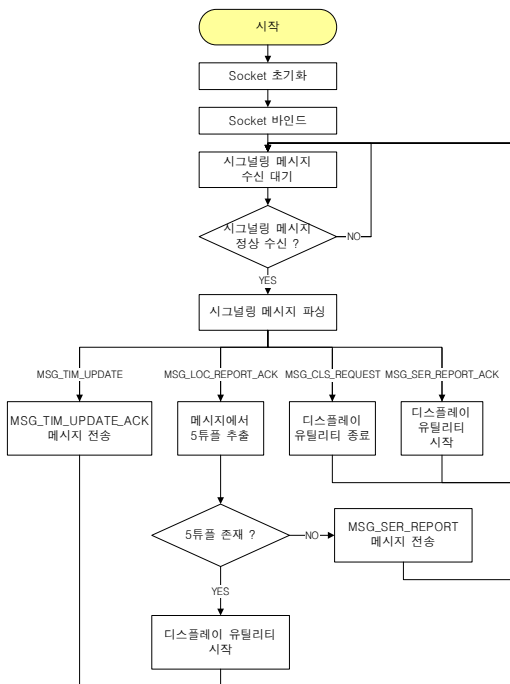 시작
Socket 초기화
Socket 바인드
시그널링 메시지
수신 대기
시그널링 메시지
정상 수신 ?
NO
YES
시그널링 메시지 파싱
MSG_TIM_UPDATE
MSG_LOC_REPORT_ACK
MSG_CLS_REQUEST
MSG_SER_REPORT_ACK
MSG_TIM_UPDATE_ACK
메시지 전송
메시지에서
5튜플 추출
디스플레이
유틸리티 종료
디스플레이
유틸리티
시작
5튜플 존재 ?
NO
MSG_SER_REPORT
메시지 전송
YES
디스플레이 유틸리티
시작